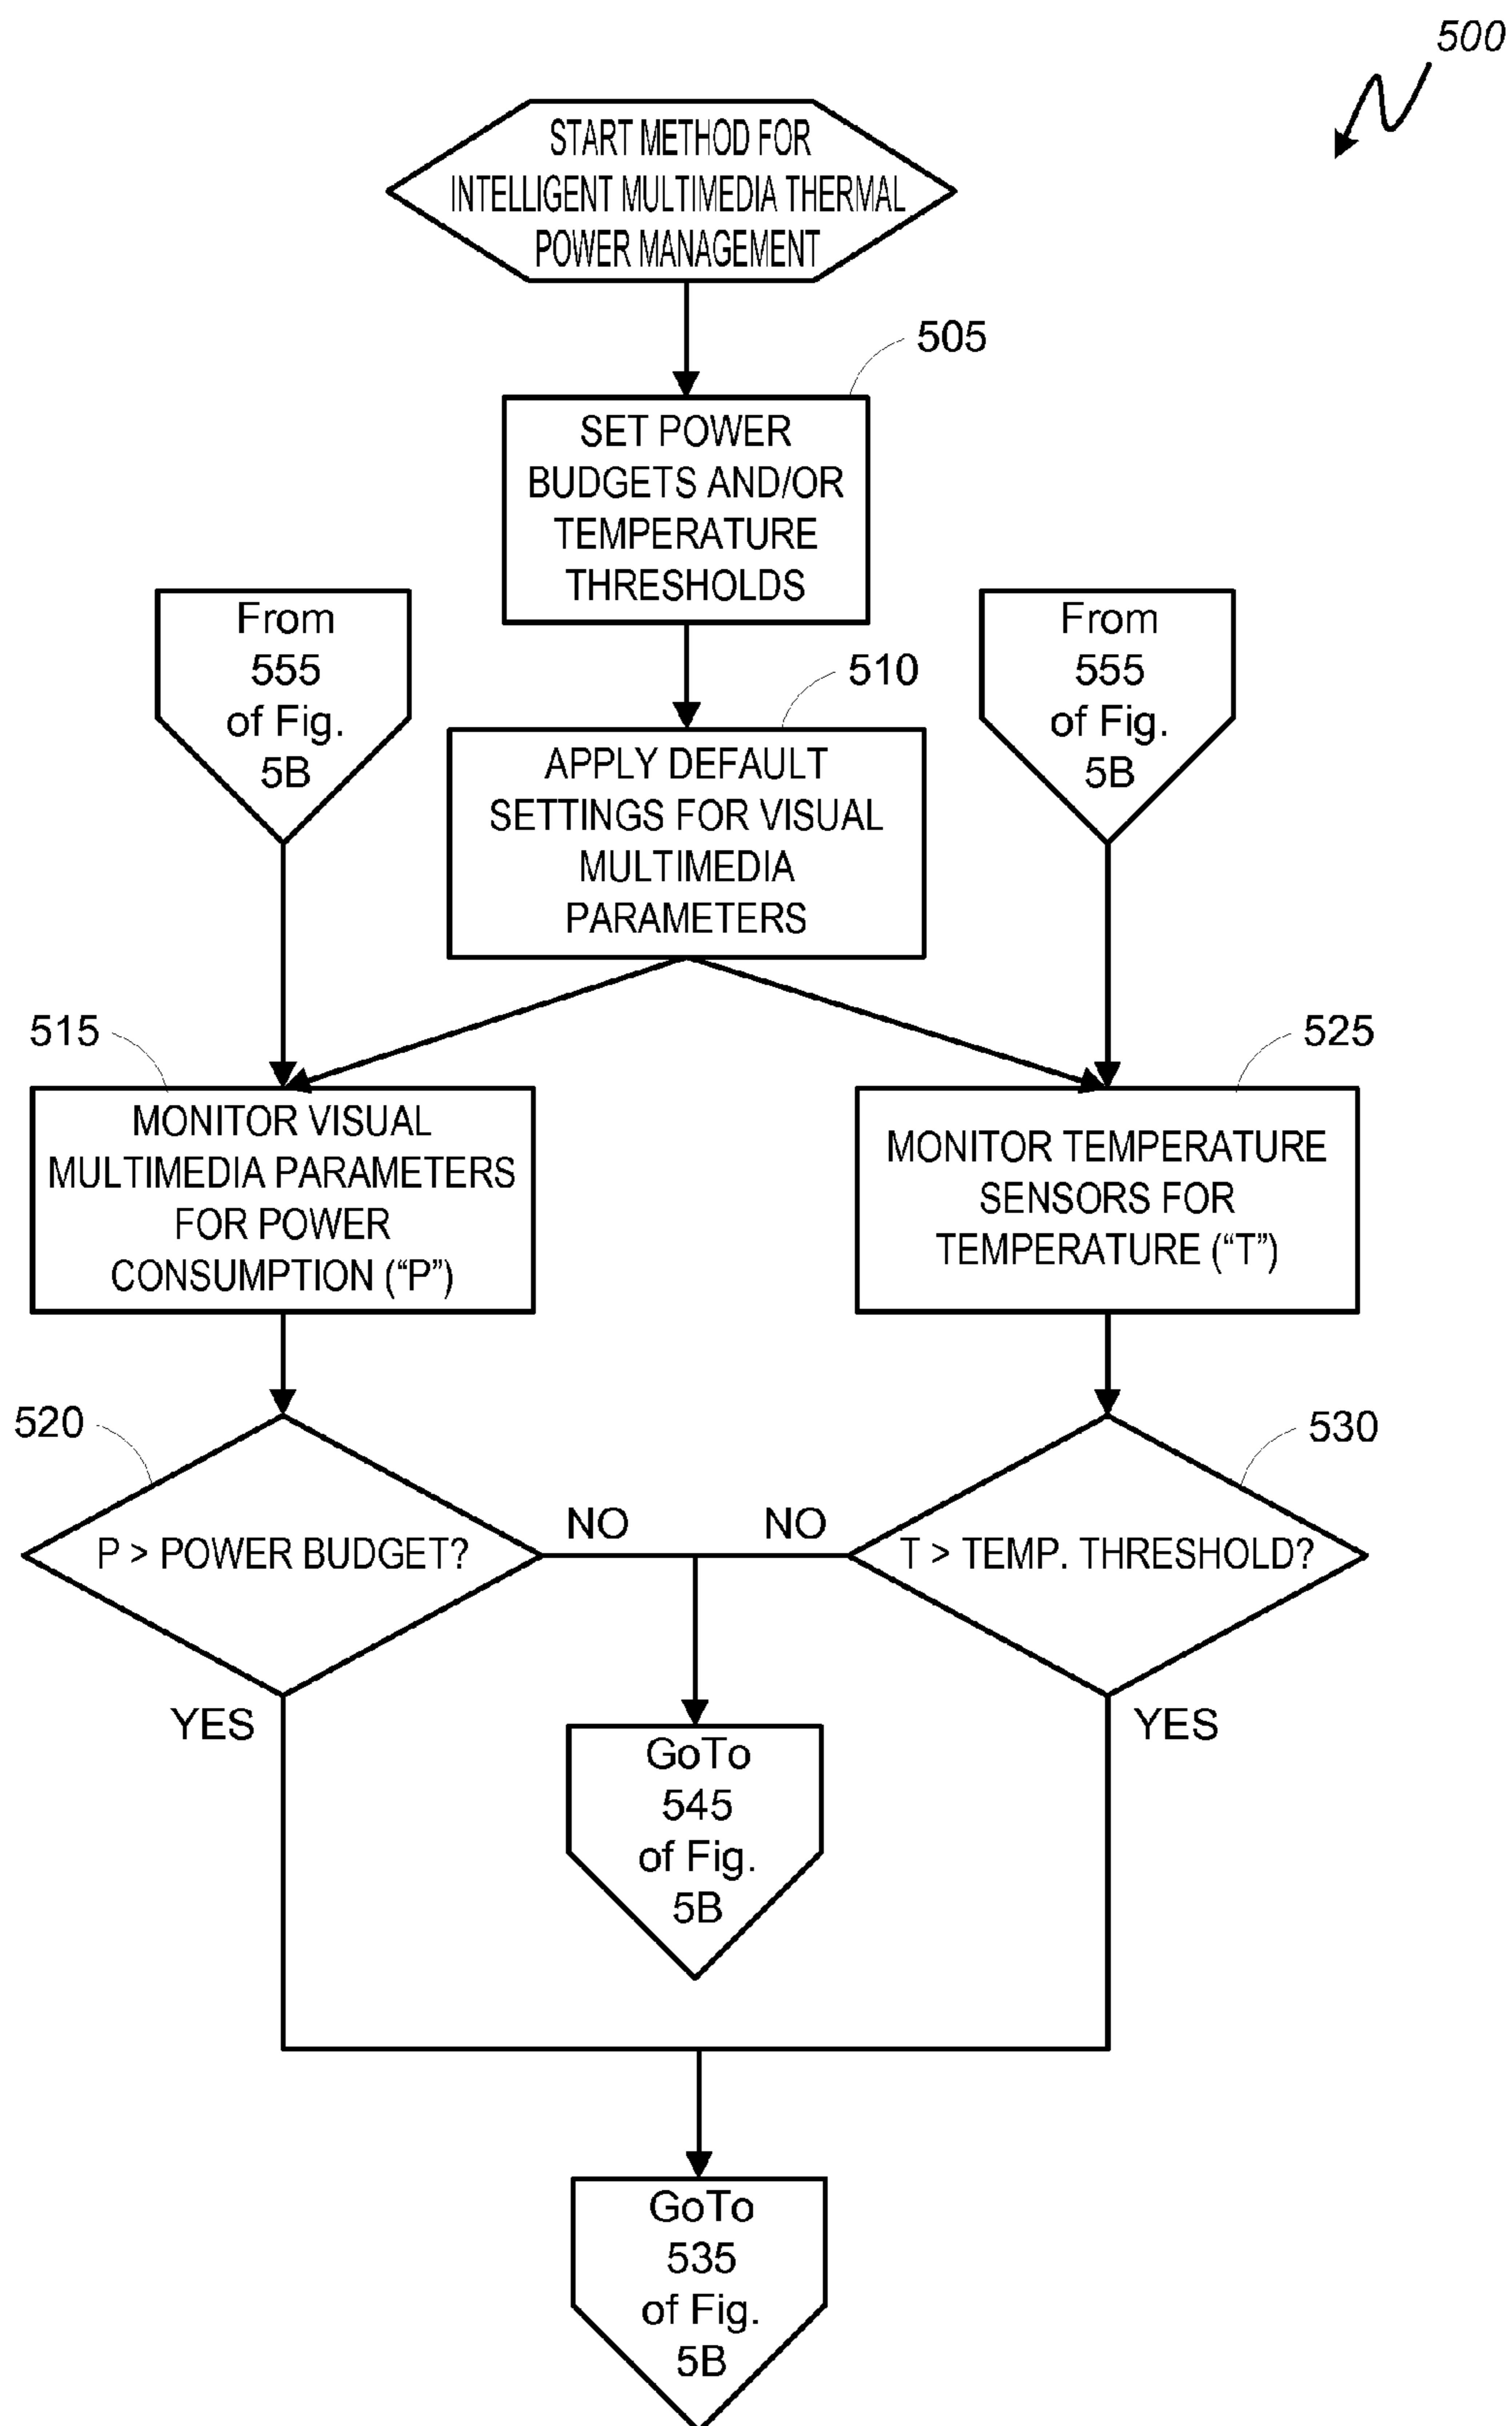 500
START METHOD FOR
INTELLIGENT MULTIMEDIA THERMAL
POWER MANAGEMENT
505
SET POWER
BUDGETS AND/OR
TEMPERATURE
THRESHOLDS
From
555
of Fig.
5B
From
555
of Fig.
5B
510
APPLY DEFAULT
SETTINGS FOR VISUAL
MULTIMEDIA
PARAMETERS
515
MONITOR VISUAL
MULTIMEDIA PARAMETERS
FOR POWER
CONSUMPTION (“P”)
525
MONITOR TEMPERATURE
SENSORS FOR
TEMPERATURE (“T”)
520
P > POWER BUDGET?
NO
NO
530
T > TEMP. THRESHOLD?
YES
YES
GoTo
545
of Fig.
5B
GoTo
535
of Fig.
5B